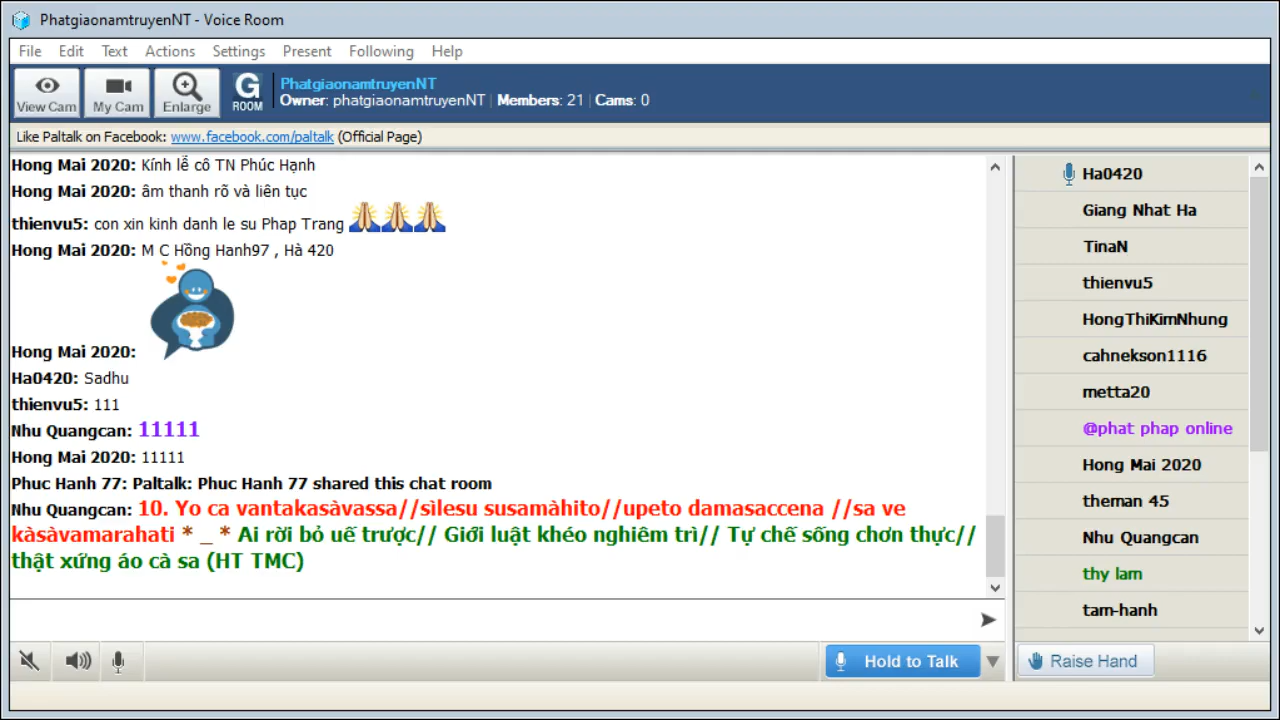 PhatgiaonamtruyenNT - Voice Room
File Edit Text Actions Settings Present Following Help
View Cam
My Cam
Enlarge
G
ROOM
PhatgiaonamtruyenNT
Owner: phatgiaonamtruyenNT | Members: 21 | Cams: 0
Like Paltalk on Facebook: www.facebook.com/paltalk (Official Page)
Hong Mai 2020: Kính lễ cô TN Phúc Hạnh
Hong Mai 2020: âm thanh rõ và liên tục
thienvu5: con xin kinh danh le su Phap Trang
Hong Mai 2020: M C Hồng Hanh97 , Hà 420
Hong Mai 2020:
Ha0420: Sadhu
thienvu5: 111
Nhu Quangcan: 11111
Hong Mai 2020: 11111
Phuc Hanh 77: Paltalk: Phuc Hanh 77 shared this chat room
Nhu Quangcan: 10. Yo ca vantakasàvassa//sìlesu susamàhito//upeto damasaccena //sa ve
kàsàvamarahati * _ * Ai rời bỏ uế trược// Giới luật khéo nghiêm trì// Tự chế sống chơn thực//
thật xứng áo cà sa (HT TMC)
Hold to Talk
Ha0420
Giang Nhat Ha
TinaN
thienvu5
HongThiKimNhung
cahnekson1116
metta20
@phat phap online
Hong Mai 2020
theman 45
Nhu Quangcan
thy lam
tam-hanh
Raise Hand